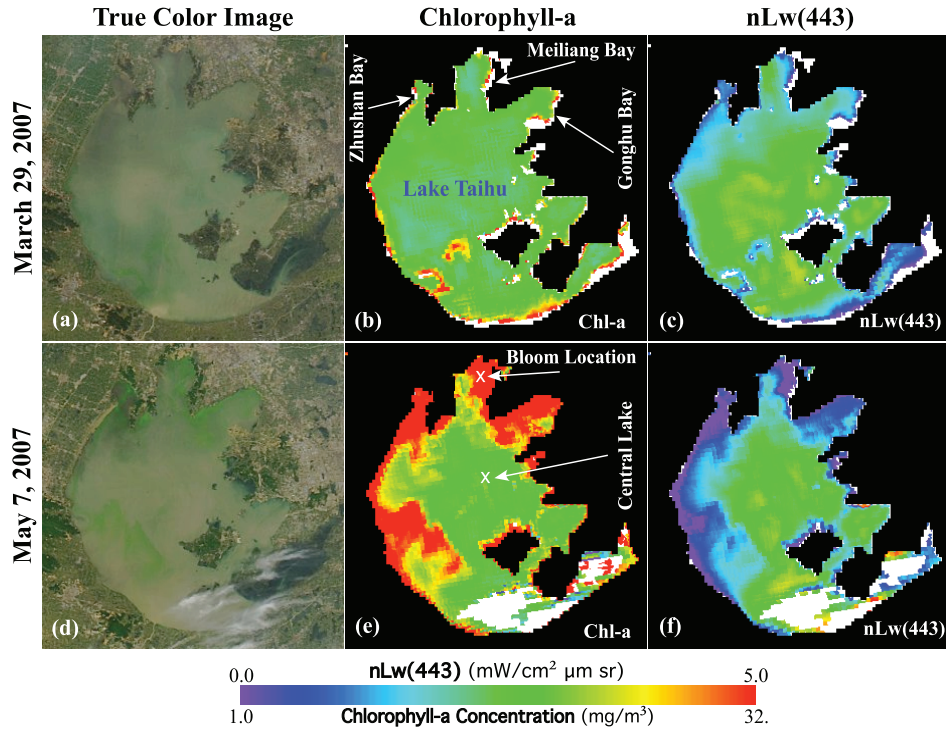 True Color Image
Chlorophyll-a
nLw(443)
March 29, 2007
(a)
Zhushan Bay
Meiliang Bay
Gonghu Bay
Lake Taihu
(b)
Chl-a
(c)
nLw(443)
May 7, 2007
(d)
Bloom Location
X
Central Lake
X
(e)
Chl-a
(f)
nLw(443)
0.0 nLw(443) (mW/cm² µm sr) 5.0
1.0 Chlorophyll-a Concentration (mg/m³) 32.